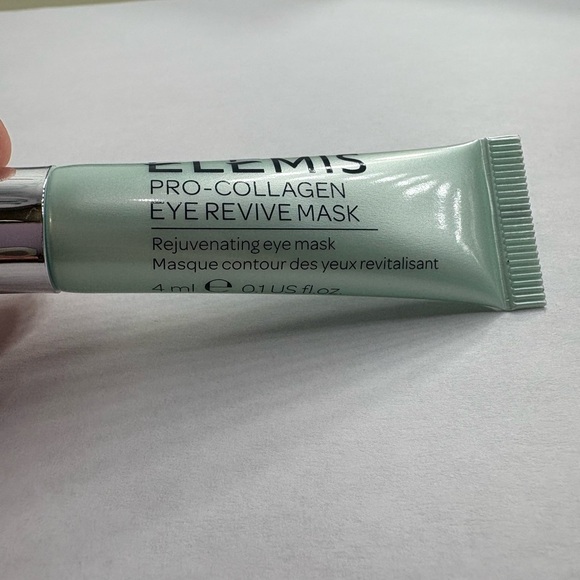 ELEMIS
PRO-COLLAGEN
EYE REVIVE MASK
Rejuvenating eye mask
Masque contour des yeux revitalisant
4 ml e 0.1 US fl.oz.